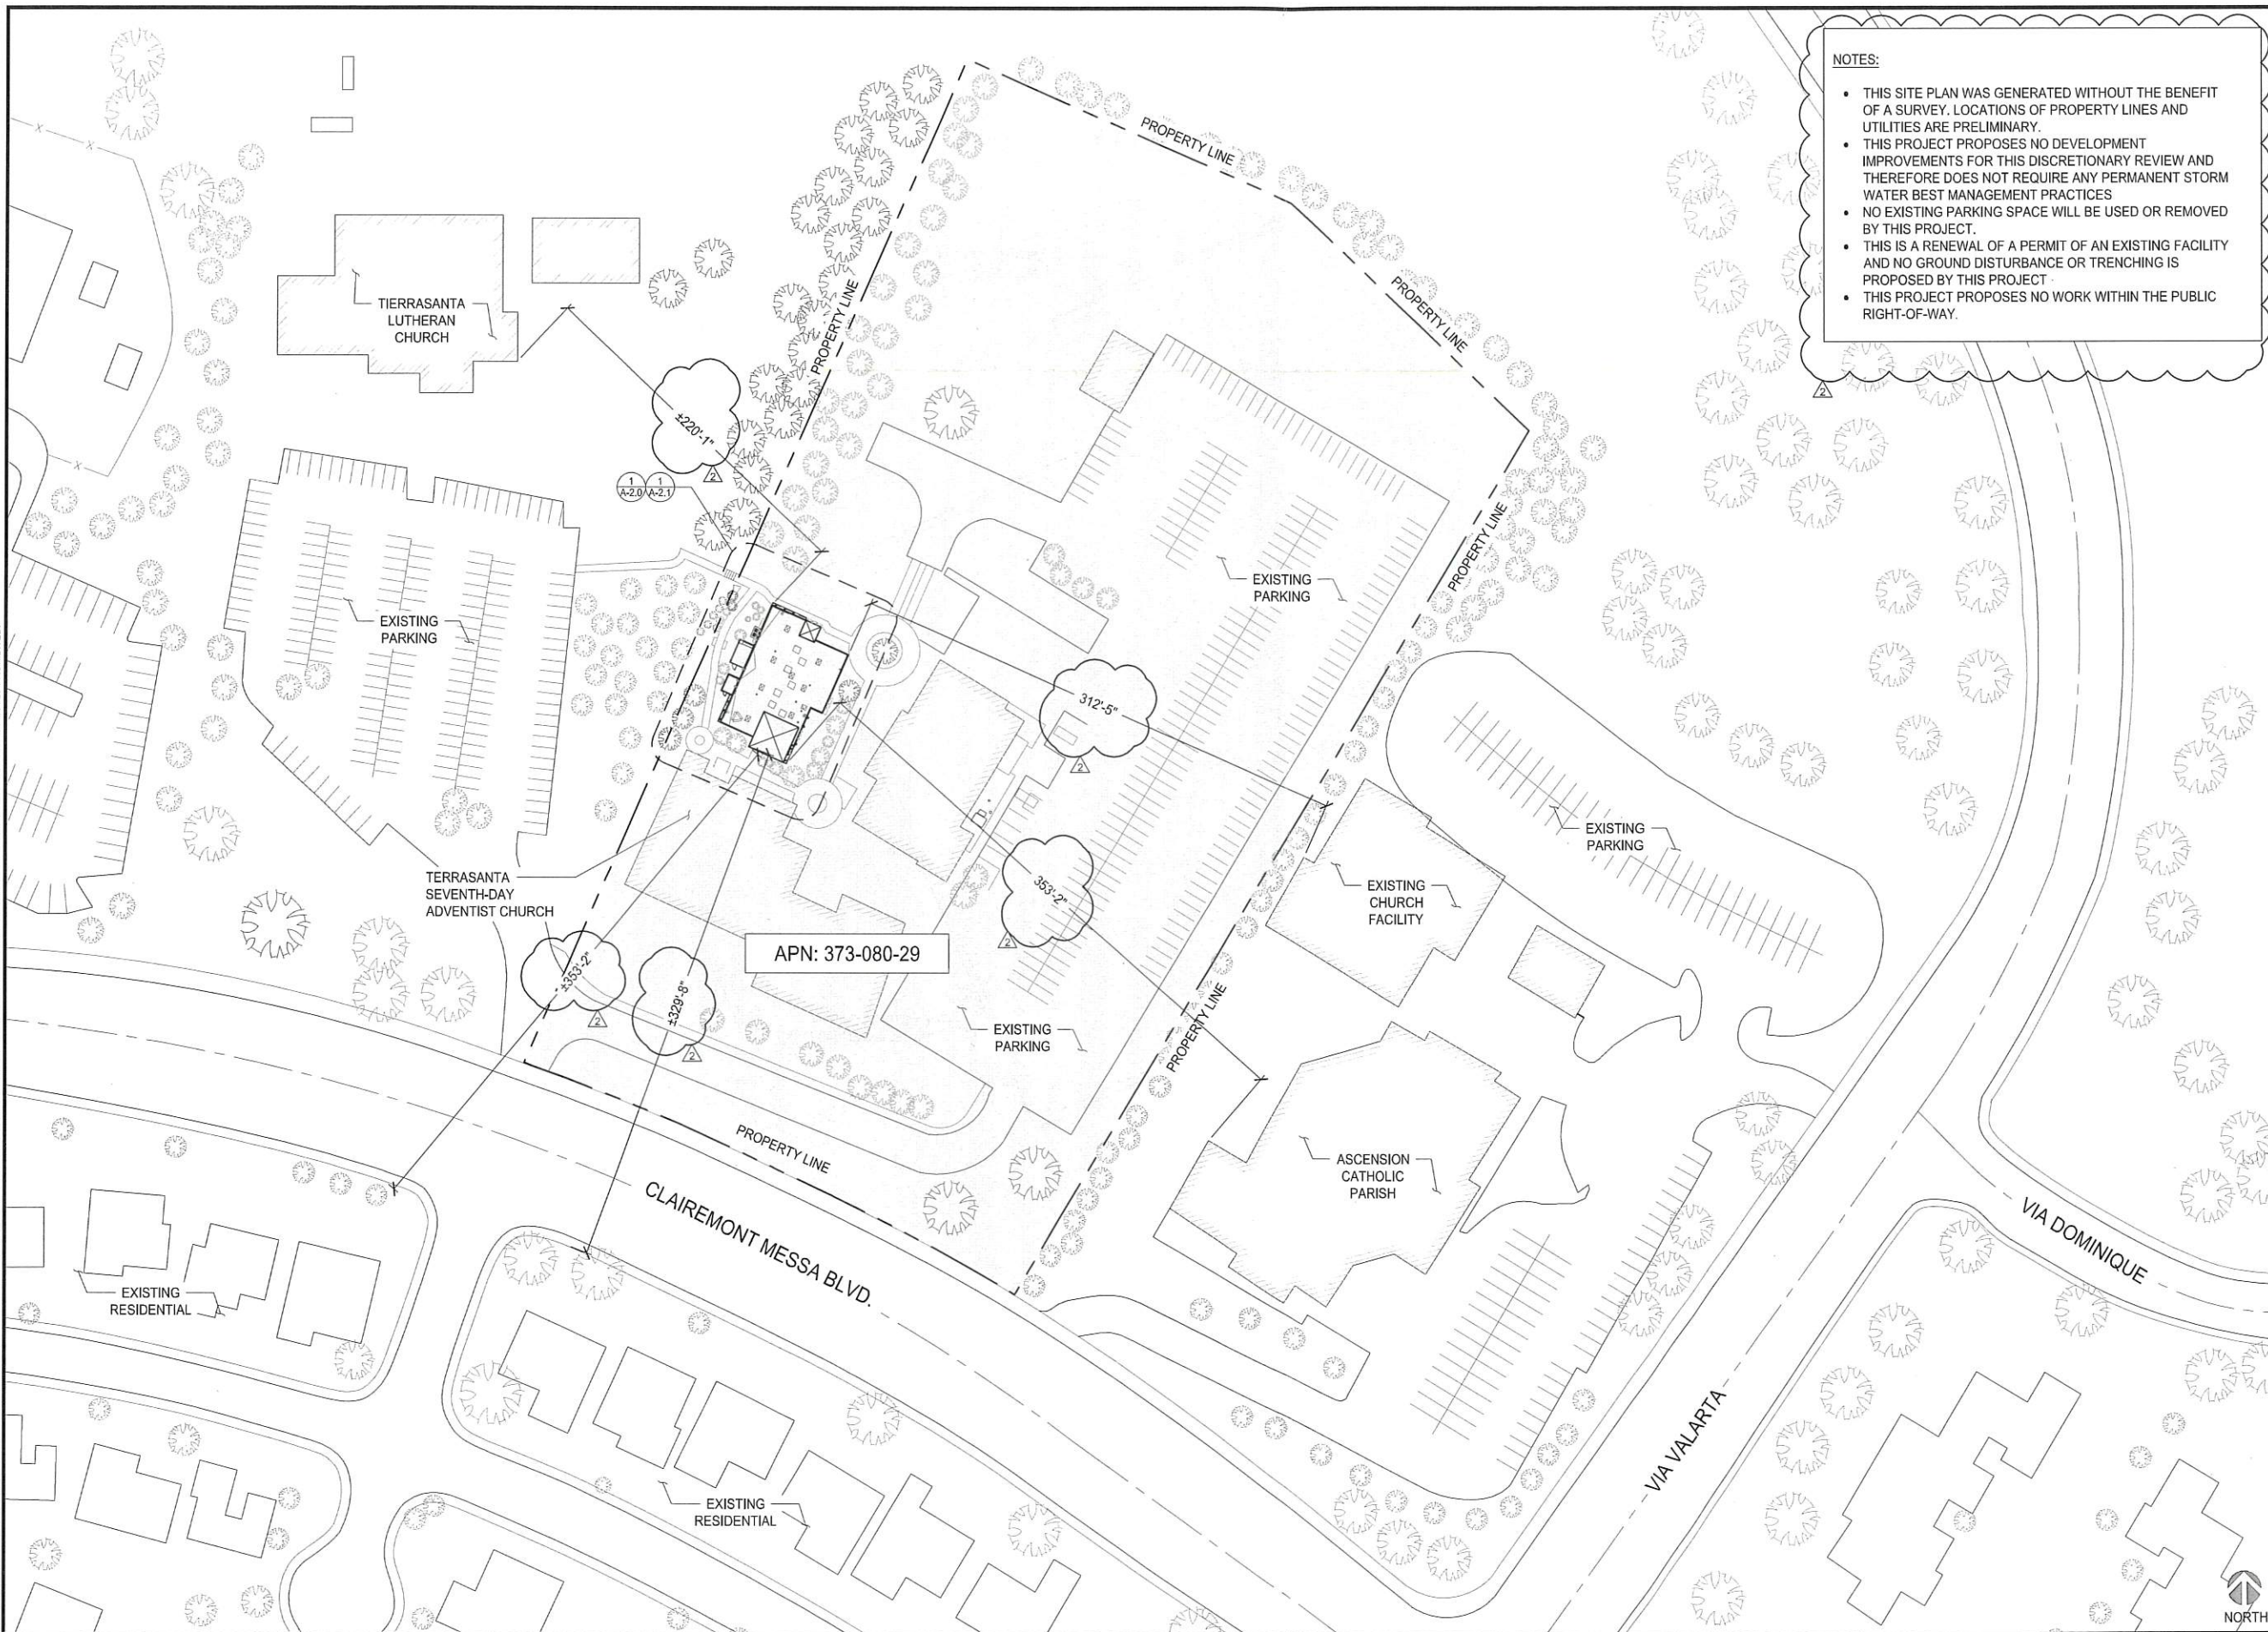 NOTES:
• THIS SITE PLAN WAS GENERATED WITHOUT THE BENEFIT
OF A SURVEY. LOCATIONS OF PROPERTY LINES AND
UTILITIES ARE PRELIMINARY.
• THIS PROJECT PROPOSES NO DEVELOPMENT
IMPROVEMENTS FOR THIS DISCRETIONARY REVIEW AND
THEREFORE DOES NOT REQUIRE ANY PERMANENT STORM
WATER BEST MANAGEMENT PRACTICES
• NO EXISTING PARKING SPACE WILL BE USED OR REMOVED
BY THIS PROJECT.
• THIS IS A RENEWAL OF A PERMIT OF AN EXISTING FACILITY
AND NO GROUND DISTURBANCE OR TRENCHING IS
PROPOSED BY THIS PROJECT
• THIS PROJECT PROPOSES NO WORK WITHIN THE PUBLIC
RIGHT-OF-WAY.
2
PROPERTY LINE
PROPERTY LINE
PROPERTY LINE
TIERRASANTA
LUTHERAN
CHURCH
±220'-1"
2
1
A-2.0
1
A-2.1
PROPERTY LINE
EXISTING
PARKING
EXISTING
PARKING
312'-5"
2
EXISTING
PARKING
TERRASANTA
SEVENTH-DAY
ADVENTIST CHURCH
353'-2"
2
EXISTING
CHURCH
FACILITY
APN: 373-080-29
±353'-2"
2
±329'-8"
2
EXISTING
PARKING
PROPERTY LINE
PROPERTY LINE
ASCENSION
CATHOLIC
PARISH
CLAIREMONT MESSA BLVD.
VIA DOMINIQUE
EXISTING
RESIDENTIAL
VIA VALARTA
EXISTING
RESIDENTIAL
NORTH
X
X
X